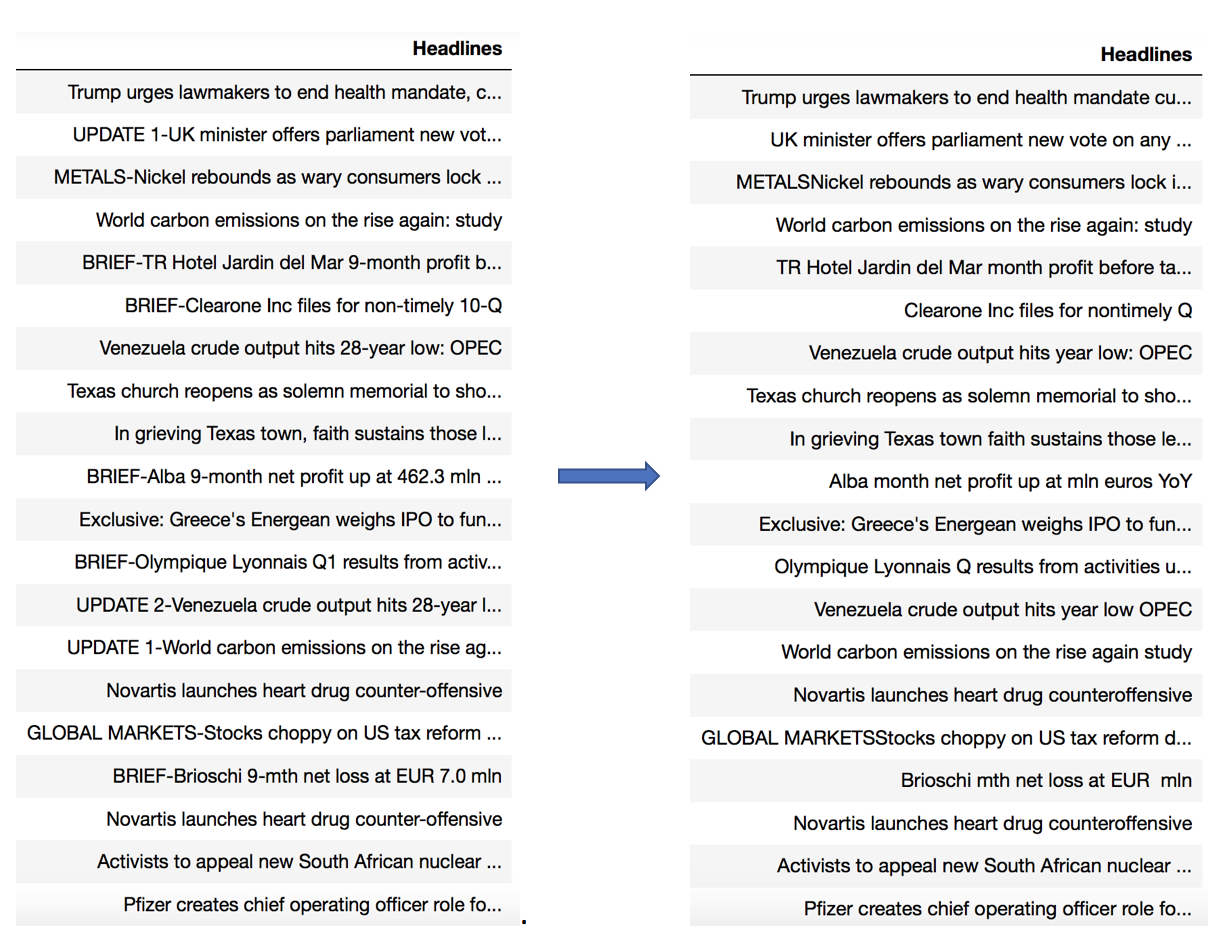 Headlines
Trump urges lawmakers to end health mandate, c...
UPDATE 1-UK minister offers parliament new vot...
METALS-Nickel rebounds as wary consumers lock ...
World carbon emissions on the rise again: study
BRIEF-TR Hotel Jardin del Mar 9-month profit b...
BRIEF-Clearone Inc files for non-timely 10-Q
Venezuela crude output hits 28-year low: OPEC
Texas church reopens as solemn memorial to sho...
In grieving Texas town, faith sustains those l...
BRIEF-Alba 9-month net profit up at 462.3 mln ...
Exclusive: Greece's Energean weighs IPO to fun...
BRIEF-Olympique Lyonnais Q1 results from activ...
UPDATE 2-Venezuela crude output hits 28-year l...
UPDATE 1-World carbon emissions on the rise ag...
Novartis launches heart drug counter-offensive
GLOBAL MARKETS-Stocks choppy on US tax reform ...
BRIEF-Brioschi 9-mth net loss at EUR 7.0 mln
Novartis launches heart drug counter-offensive
Activists to appeal new South African nuclear ...
Pfizer creates chief operating officer role fo...
.
Headlines
Trump urges lawmakers to end health mandate cu...
UK minister offers parliament new vote on any ...
METALSNickel rebounds as wary consumers lock i...
World carbon emissions on the rise again: study
TR Hotel Jardin del Mar month profit before ta...
Clearone Inc files for nontimely Q
Venezuela crude output hits year low: OPEC
Texas church reopens as solemn memorial to sho...
In grieving Texas town faith sustains those le...
Alba month net profit up at mln euros YoY
Exclusive: Greece's Energean weighs IPO to fun...
Olympique Lyonnais Q results from activities u...
Venezuela crude output hits year low OPEC
World carbon emissions on the rise again study
Novartis launches heart drug counteroffensive
GLOBAL MARKETSStocks choppy on US tax reform d...
Brioschi mth net loss at EUR  mln
Novartis launches heart drug counteroffensive
Activists to appeal new South African nuclear ...
Pfizer creates chief operating officer role fo...